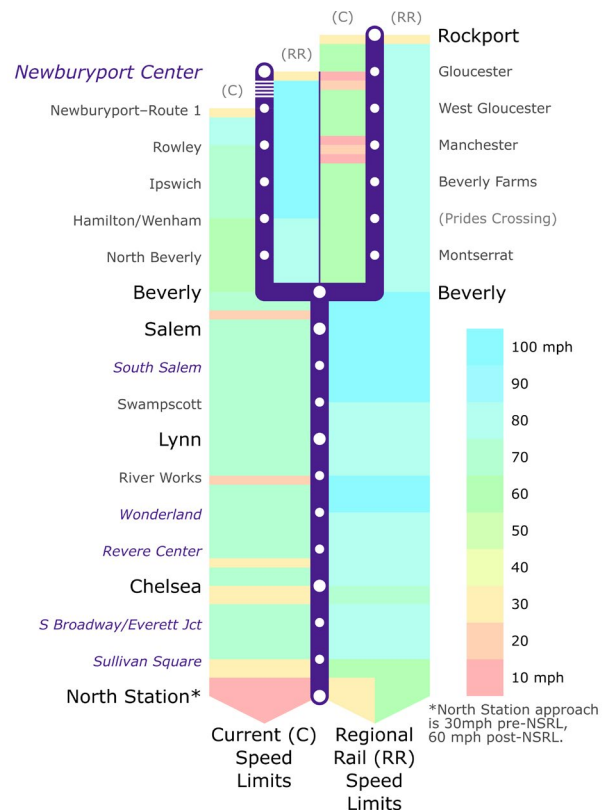 (C)
(RR)
Rockport
(RR)
Newburyport Center
Gloucester
(C)
Newburyport–Route 1
West Gloucester
Rowley
Manchester
Ipswich
Beverly Farms
Hamilton/Wenham
(Prides Crossing)
North Beverly
Montserrat
Beverly
Beverly
Salem
South Salem
Swampscott
Lynn
River Works
Wonderland
Revere Center
Chelsea
S Broadway/Everett Jct
Sullivan Square
North Station*
100 mph
90
80
70
60
50
40
30
20
10 mph
*North Station approach
is 30mph pre-NSRL,
60 mph post-NSRL.
Current (C)
Speed
Limits
Regional
Rail (RR)
Speed
Limits